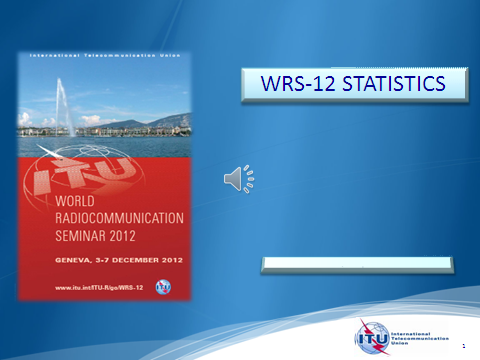 International Telecommunication Union
WRS-12 STATISTICS
ITU
WORLD
RADIOCOMMUNICATION
SEMINAR 2012
GENEVA, 3-7 DECEMBER 2012
www.itu.int/ITU-R/go/WRS-12
ITU
International
Telecommunication
Union
1